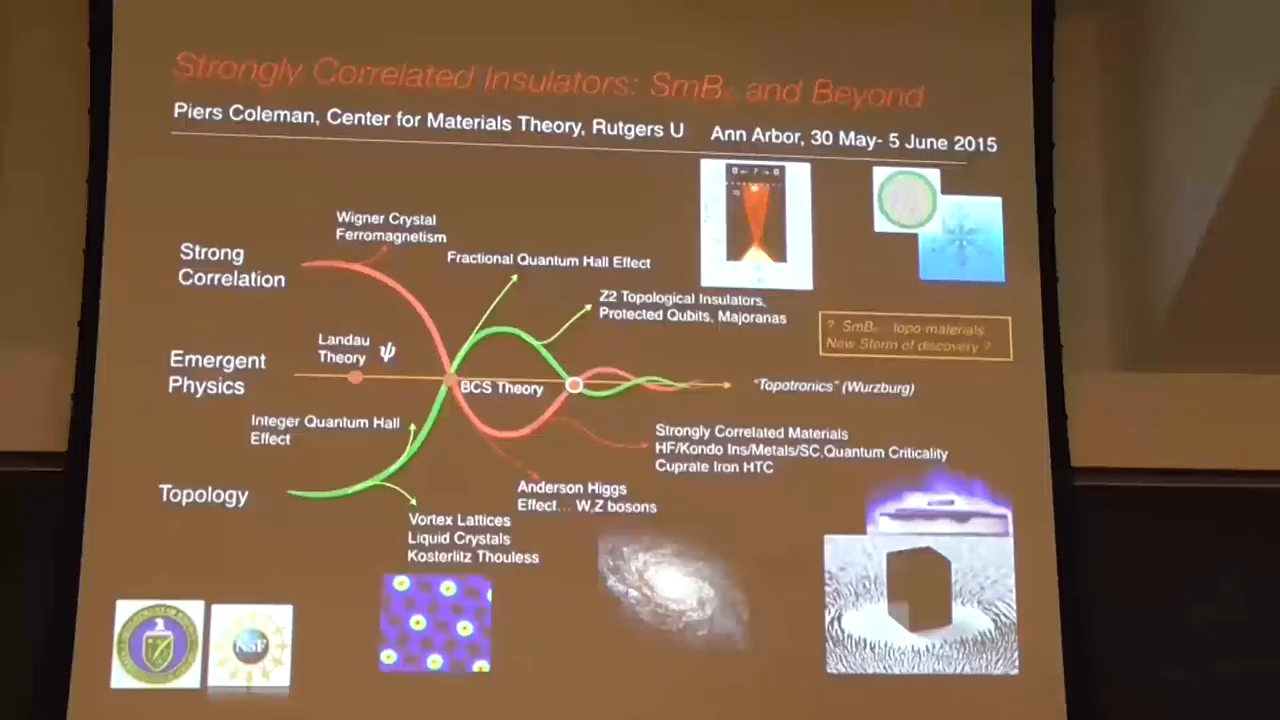 Strongly Correlated Insulators: SmB₆ and Beyond
Piers Coleman, Center for Materials Theory, Rutgers U Ann Arbor, 30 May- 5 June 2015
Wigner Crystal
Ferromagnetism
Strong
Correlation
Fractional Quantum Hall Effect
Z2 Topological Insulators,
Protected Qubits, Majoranas
? SmB₆ topo materials
New Storm of discovery ?
Landau
Theory ψ
Emergent
Physics
BCS Theory
"Topotronics" (Wurzburg)
Integer Quantum Hall
Effect
Strongly Correlated Materials
HF/Kondo Ins/Metals/SC,Quantum Criticality
Cuprate Iron HTC
Topology
Anderson Higgs
Effect... W,Z bosons
Vortex Lattices
Liquid Crystals
Kosterlitz Thouless
NSF